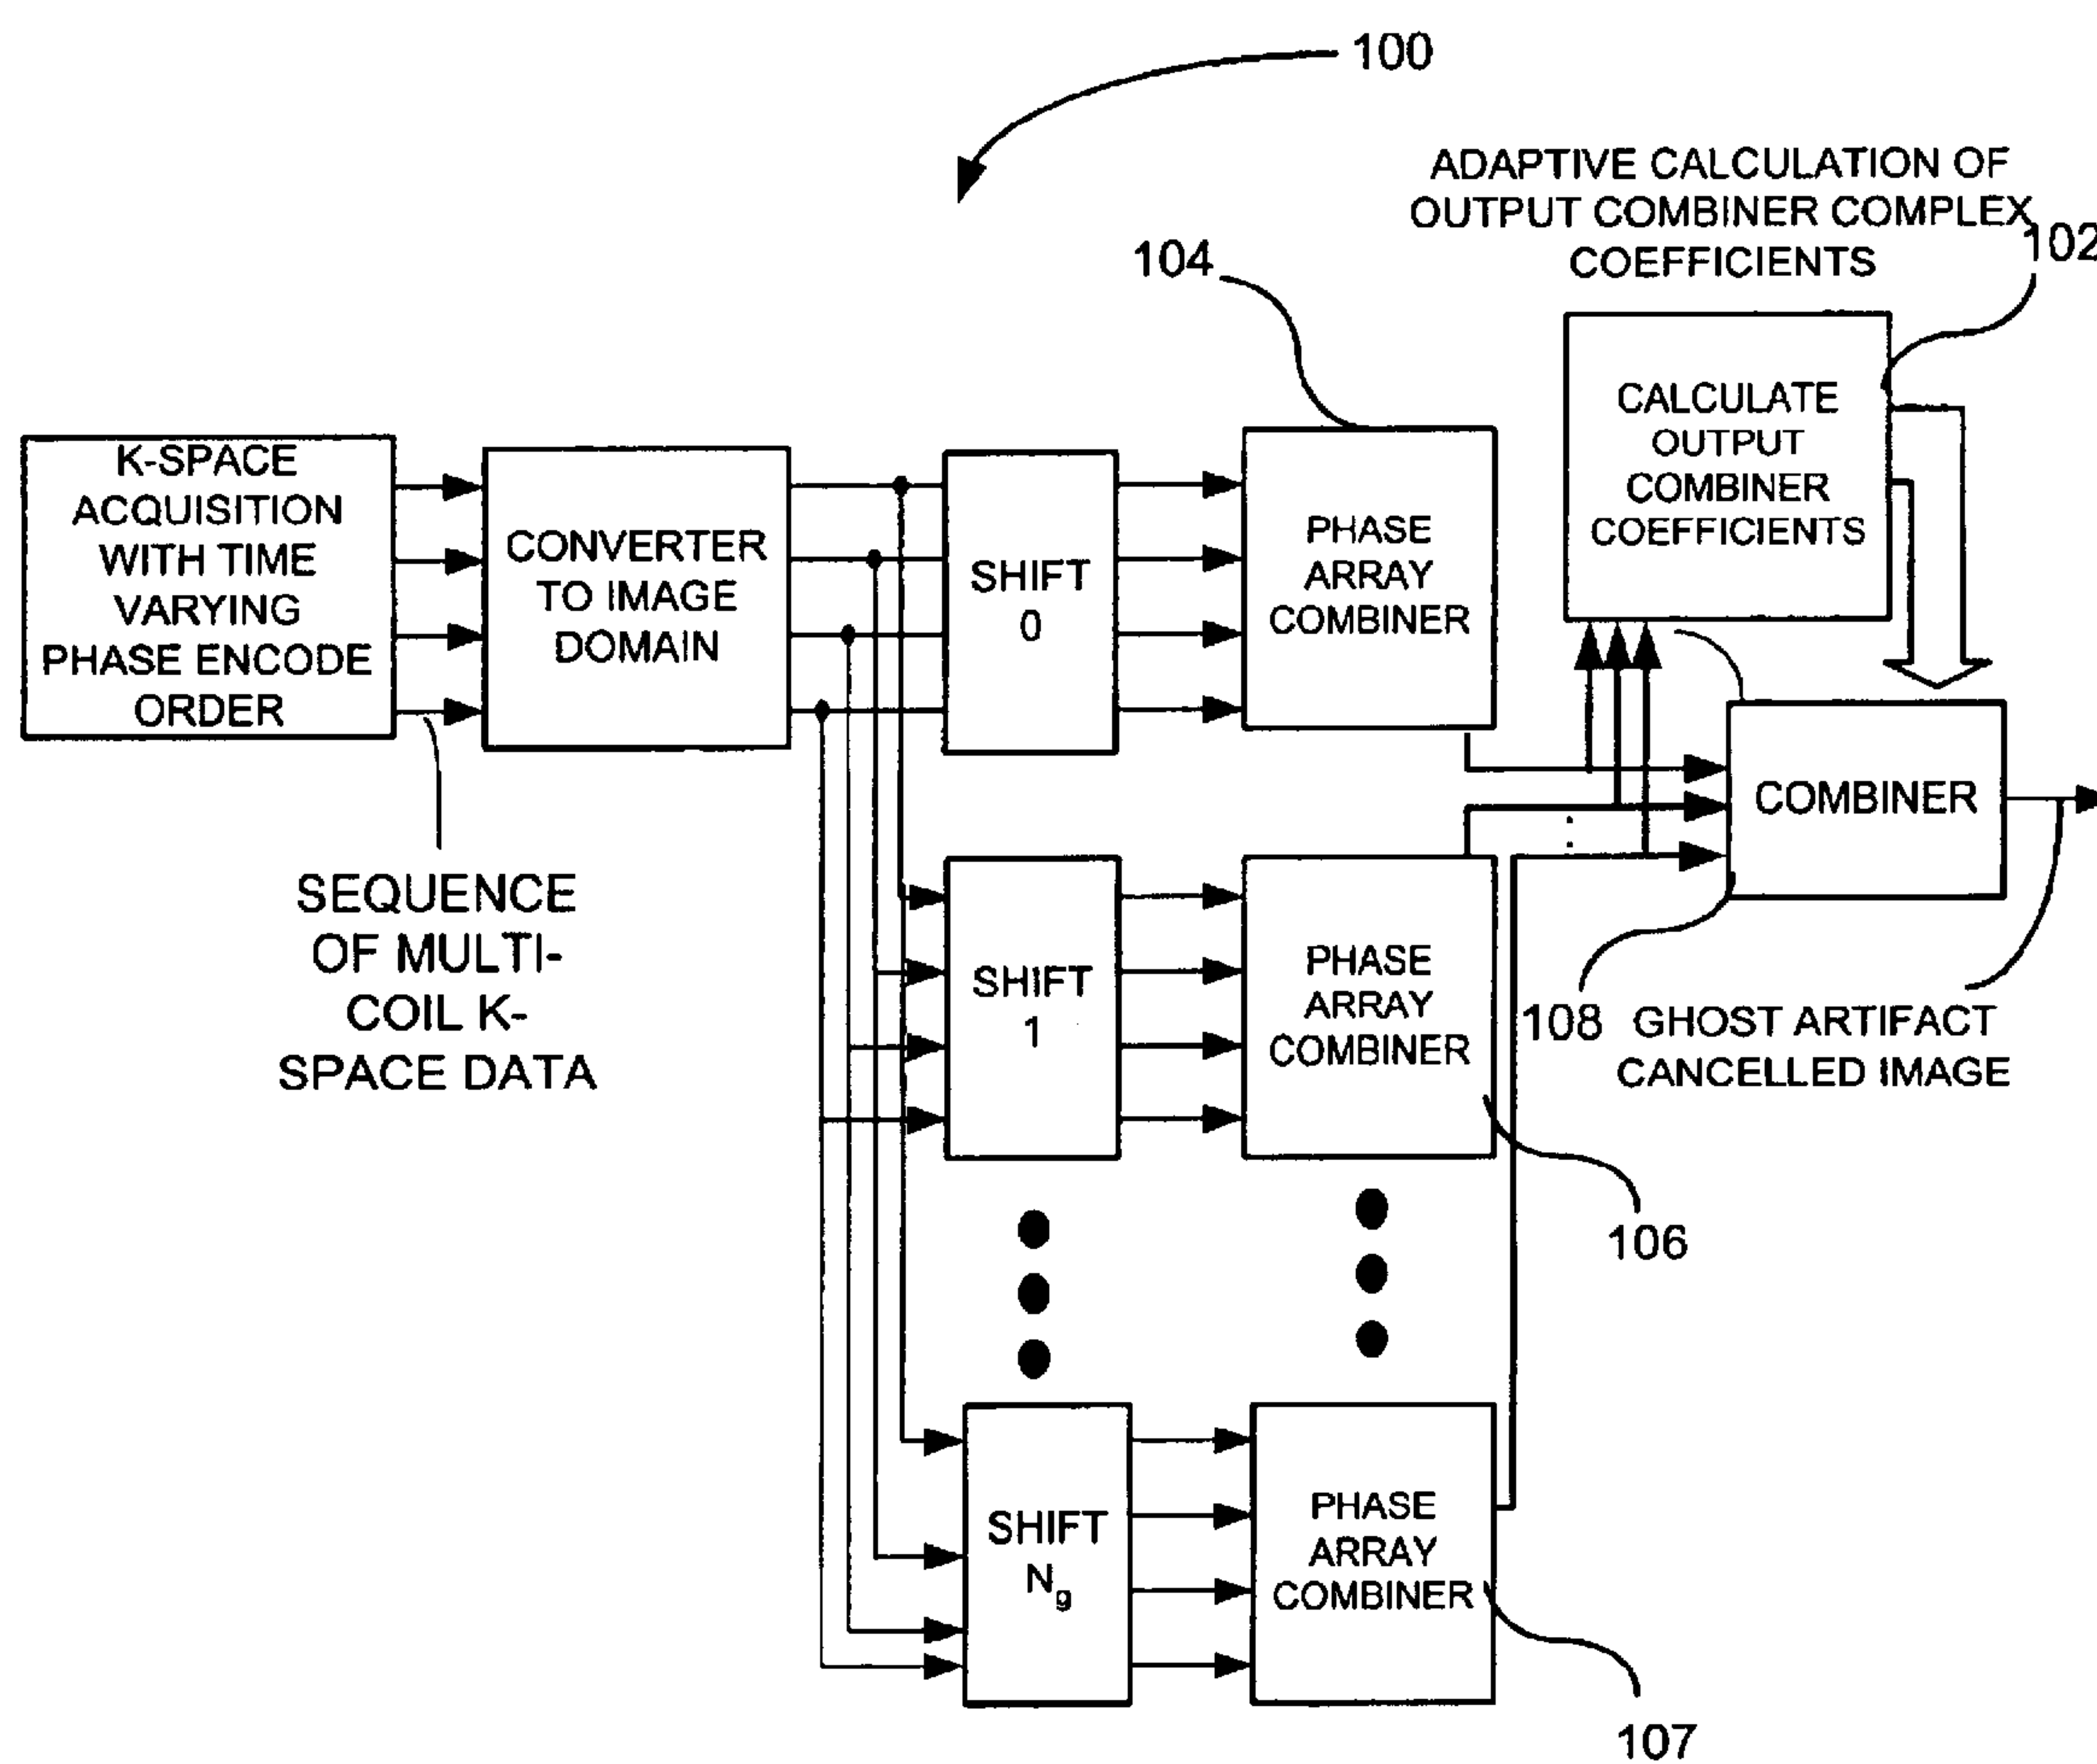 100
ADAPTIVE CALCULATION OF
OUTPUT COMBINER COMPLEX
COEFFICIENTS
102
104
K-SPACE
ACQUISITION
WITH TIME
VARYING
PHASE ENCODE
ORDER
CONVERTER
TO IMAGE
DOMAIN
SHIFT
0
PHASE
ARRAY
COMBINER
CALCULATE
OUTPUT
COMBINER
COEFFICIENTS
COMBINER
SEQUENCE
OF MULTI-
COIL K-
SPACE DATA
SHIFT
1
PHASE
ARRAY
COMBINER
108
GHOST ARTIFACT
CANCELLED IMAGE
106
SHIFT
Ng
PHASE
ARRAY
COMBINER
107